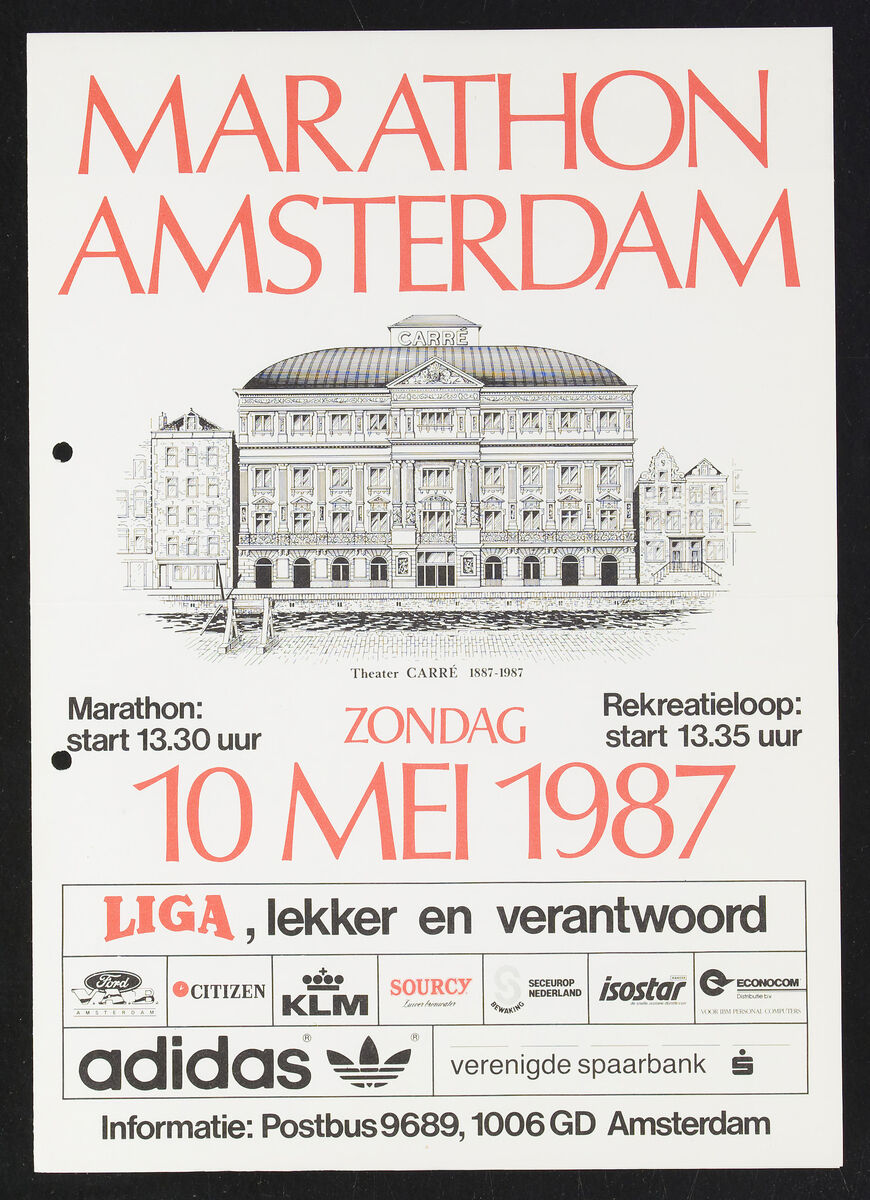 MARATHON
AMSTERDAM
CARRÉ
Theater CARRÉ 1887-1987
Marathon:
start 13.30 uur
ZONDAG
Rekreatieloop:
start 13.35 uur
10 MEI 1987
LIGA, lekker en verantwoord
Ford
AMSTERDAM
CITIZEN
KLM
SOURCY
Zuiver bronwater
SECEUROP
NEDERLAND
BEWAKING
isostar
ECONOCOM
Distributie b.v.
VOOR IBM PERSONAL COMPUTERS
adidas®
®
verenigde spaarbank
Informatie: Postbus 9689, 1006 GD Amsterdam